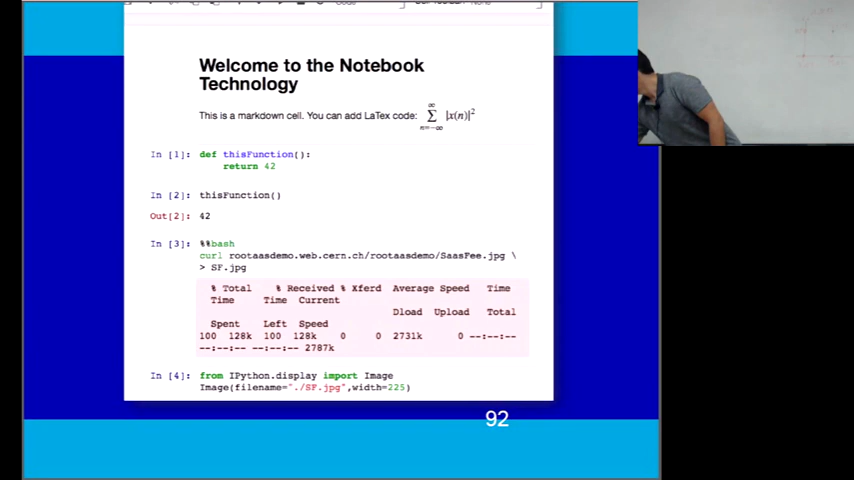 Welcome to the Notebook
Technology
This is a markdown cell. You can add LaTex code: ∞ ∑ n=−∞ |x(n)|²
In [1]: def thisFunction():
return 42
In [2]: thisFunction()
Out[2]: 42
In [3]: %%bash
curl rootaasdemo.web.cern.ch/rootaasdemo/SaasFee.jpg \
> SF.jpg
% Total % Received % Xferd Average Speed Time
Time Time Current
Dload Upload Total
Spent Left Speed
100 128k 100 128k 0 0 2731k 0 --:--:--
--:--:-- --:--:-- 2787k
In [4]: from IPython.display import Image
Image(filename="./SF.jpg",width=225)
92